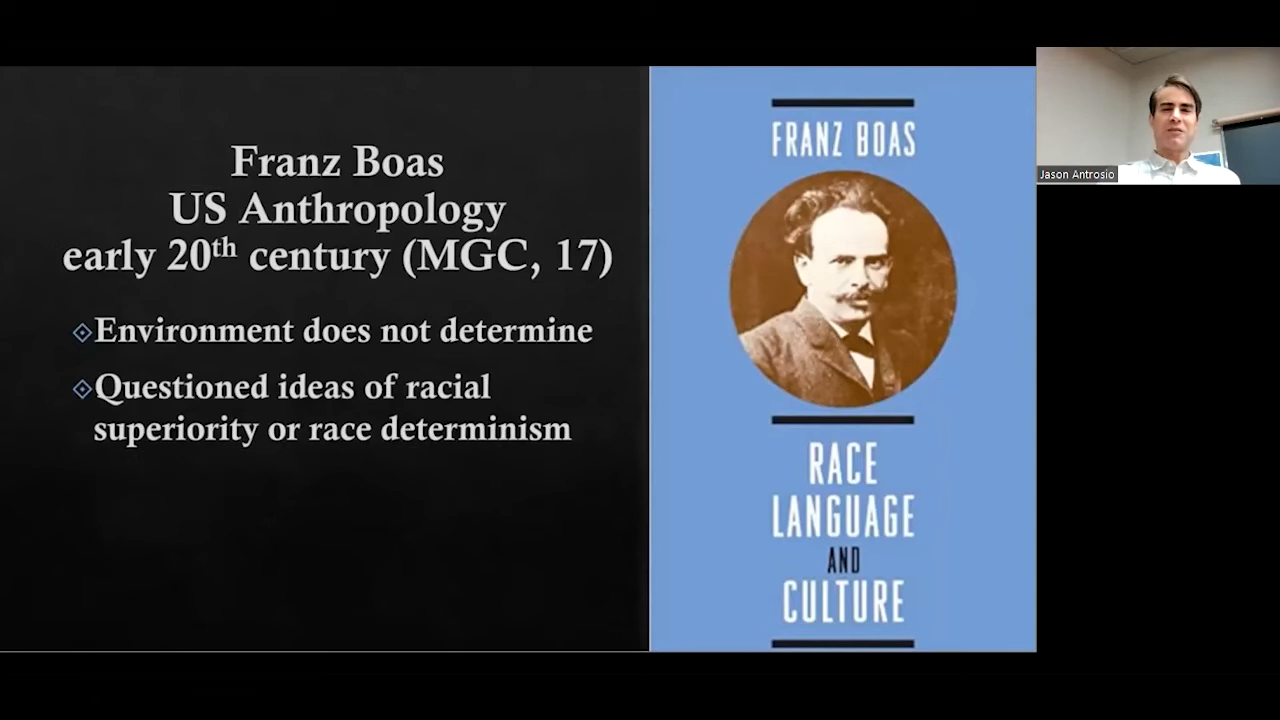 Franz Boas
US Anthropology
early 20th century (MGC, 17)
Environment does not determine
Questioned ideas of racial
superiority or race determinism
FRANZ BOAS
RACE
LANGUAGE
AND
CULTURE
Jason Antrosio